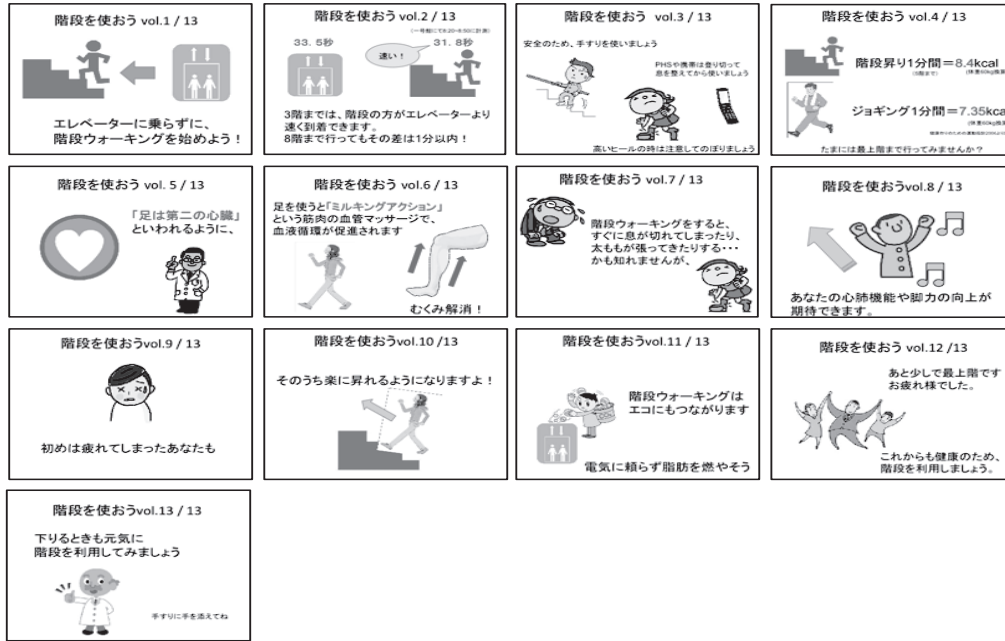 階段を使おう vol.1 / 13
エレベーターに乗らずに、
階段ウォーキングを始めよう！
階段を使おう vol.2 / 13
33.5秒
31.8秒
速い！
3階までは、階段の方がエレベーターより
速く到着できます。
8階まで行ってもその差は1分以内！
階段を使おう vol.3 / 13
安全のため、手すりを使いましょう
PHSや携帯は登り切って
息を整えてから使いましょう
高いヒールの時は注意してのぼりましょう
階段を使おう vol.4 / 13
階段昇り1分間＝8.4kcal
ジョギング1分間＝7.35kcal
たまには最上階まで行ってみませんか？
階段を使おう vol. 5 / 13
「足は第二の心臓」
といわれるように、
階段を使おう vol.6 / 13
足を使うと「ミルキングアクション」
という筋肉の血管マッサージで、
血液循環が促進されます
むくみ解消！
階段を使おう vol.7 / 13
階段ウォーキングをすると、
すぐに息が切れてしまったり、
太ももが張ってきたりする・・・
かも知れませんが、
階段を使おうvol.8 / 13
あなたの心肺機能や脚力の向上が
期待できます。
階段を使おうvol.9 / 13
初めは疲れてしまったあなたも
階段を使おうvol.10 /13
そのうち楽に昇れるようになりますよ！
階段を使おうvol.11 / 13
階段ウォーキングは
エコにもつながります
電気に頼らず脂肪を燃やそう
階段を使おう vol.12 /13
あと少しで最上階です
お疲れ様でした。
これからも健康のため、
階段を利用しましょう。
階段を使おうvol.13 / 13
下りるときも元気に
階段を利用してみましょう
手すりに手を添えてね